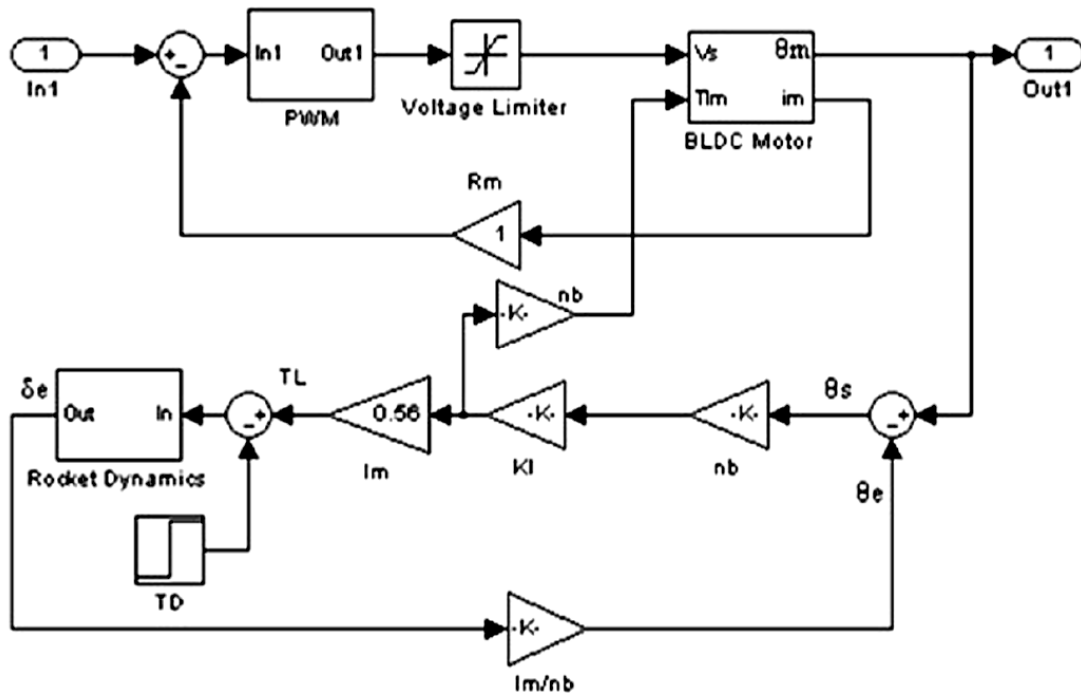 1
In1
+
−
In1
Out1
PWM
Voltage Limiter
Vs
θm
Tlm
im
BLDC Motor
1
Out1
Rm
1
-K-
nb
δe
Out
In
Rocket Dynamics
TL
+
−
0.56
lm
-K-
Kl
-K-
nb
θs
+
−
θe
TD
-K-
lm/nb